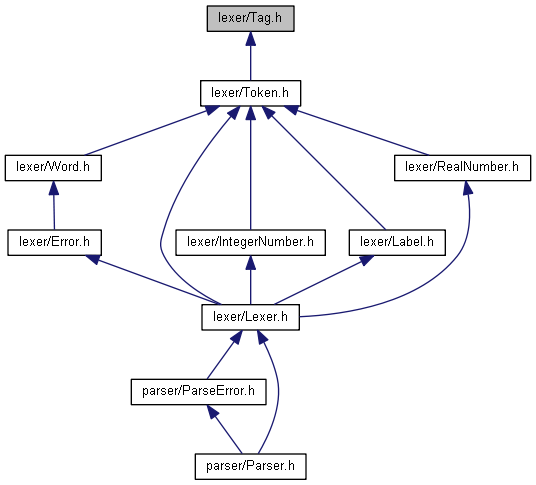 lexer/Tag.h
lexer/Token.h
lexer/Word.h
lexer/RealNumber.h
lexer/Error.h
lexer/IntegerNumber.h
lexer/Label.h
lexer/Lexer.h
parser/ParseError.h
parser/Parser.h